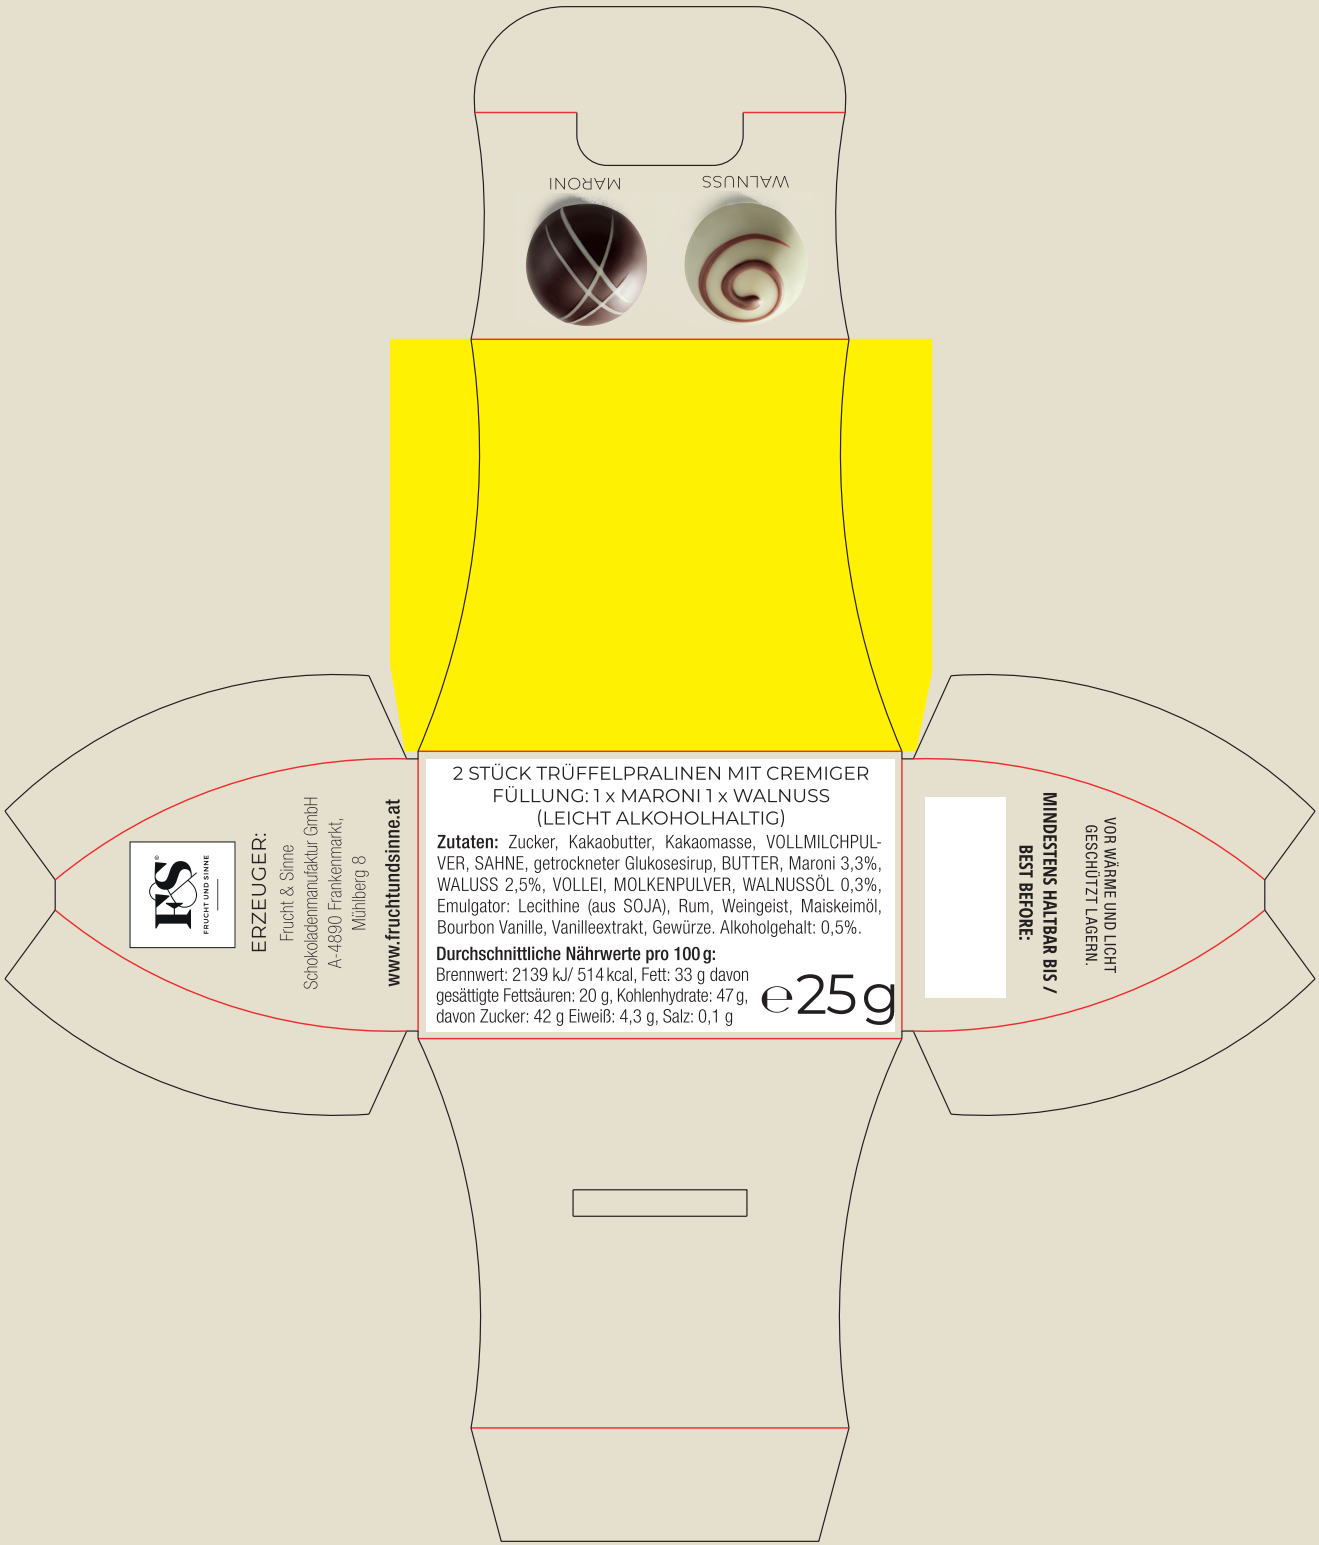 MARONI
WALNUSS
2 STÜCK TRÜFFELPRALINEN MIT CREMIGER
FÜLLUNG: 1 x MARONI 1 x WALNUSS
(LEICHT ALKOHOLHALTIG)
Zutaten: Zucker, Kakaobutter, Kakaomasse, VOLLMILCHPUL-
VER, SAHNE, getrockneter Glukosesirup, BUTTER, Maroni 3,3%,
WALUSS 2,5%, VOLLEI, MOLKENPULVER, WALNUSSÖL 0,3%,
Emulgator: Lecithine (aus SOJA), Rum, Weingeist, Maiskeimöl,
Bourbon Vanille, Vanilleextrakt, Gewürze. Alkoholgehalt: 0,5%.
Durchschnittliche Nährwerte pro 100 g:
Brennwert: 2139 kJ/ 514 kcal, Fett: 33 g davon
gesättigte Fettsäuren: 20 g, Kohlenhydrate: 47 g,
davon Zucker: 42 g Eiweiß: 4,3 g, Salz: 0,1 g
℮25 g
F&S®
FRUCHT UND SINNE
ERZEUGER:
Frucht & Sinne
Schokoladenmanufaktur GmbH
A-4890 Frankenmarkt,
Mühlberg 8
www.fruchtundsinne.at
VOR WÄRME UND LICHT
GESCHÜTZT LAGERN.
MINDESTENS HALTBAR BIS /
BEST BEFORE: